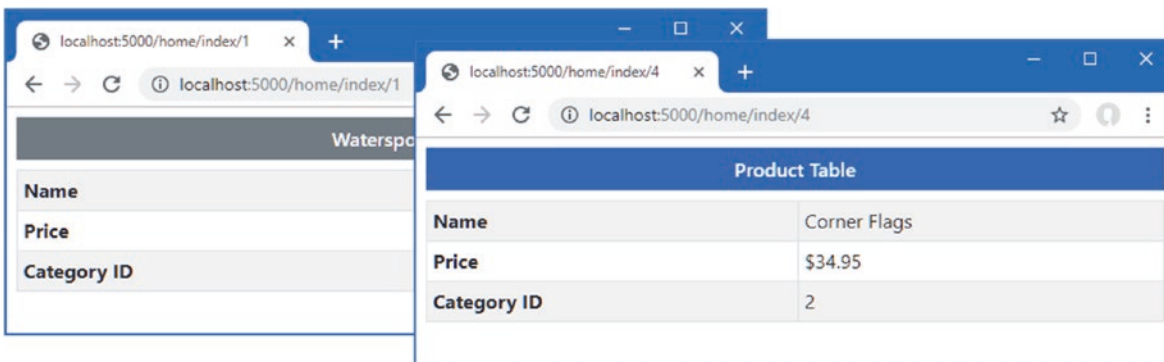 localhost:5000/home/index/1
localhost:5000/home/index/1
Waterspo
Name
Price
Category ID
localhost:5000/home/index/4
localhost:5000/home/index/4
Product Table
Name Corner Flags
Price $34.95
Category ID 2